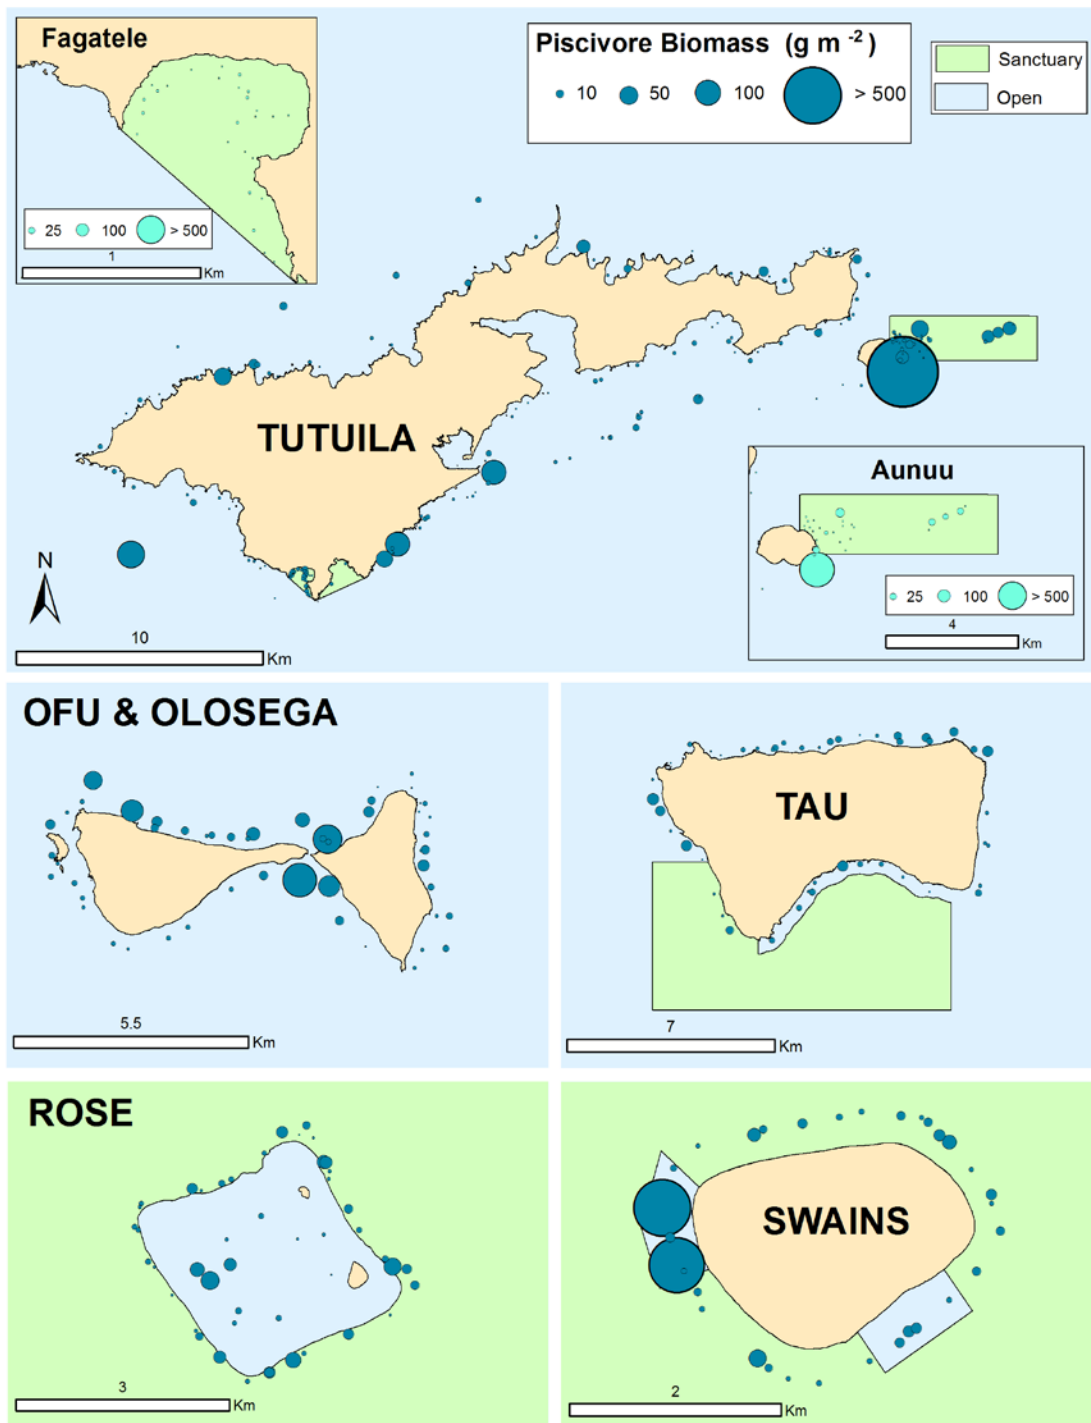 Fagatele
25 100 > 500
1
Km
Piscivore Biomass (g m -2)
10 50 100 > 500
Sanctuary
Open
TUTUILA
N
10
Km
Aunuu
25 100 > 500
4
Km
OFU & OLOSEGA
5.5
Km
TAU
7
Km
ROSE
3
Km
SWAINS
2
Km